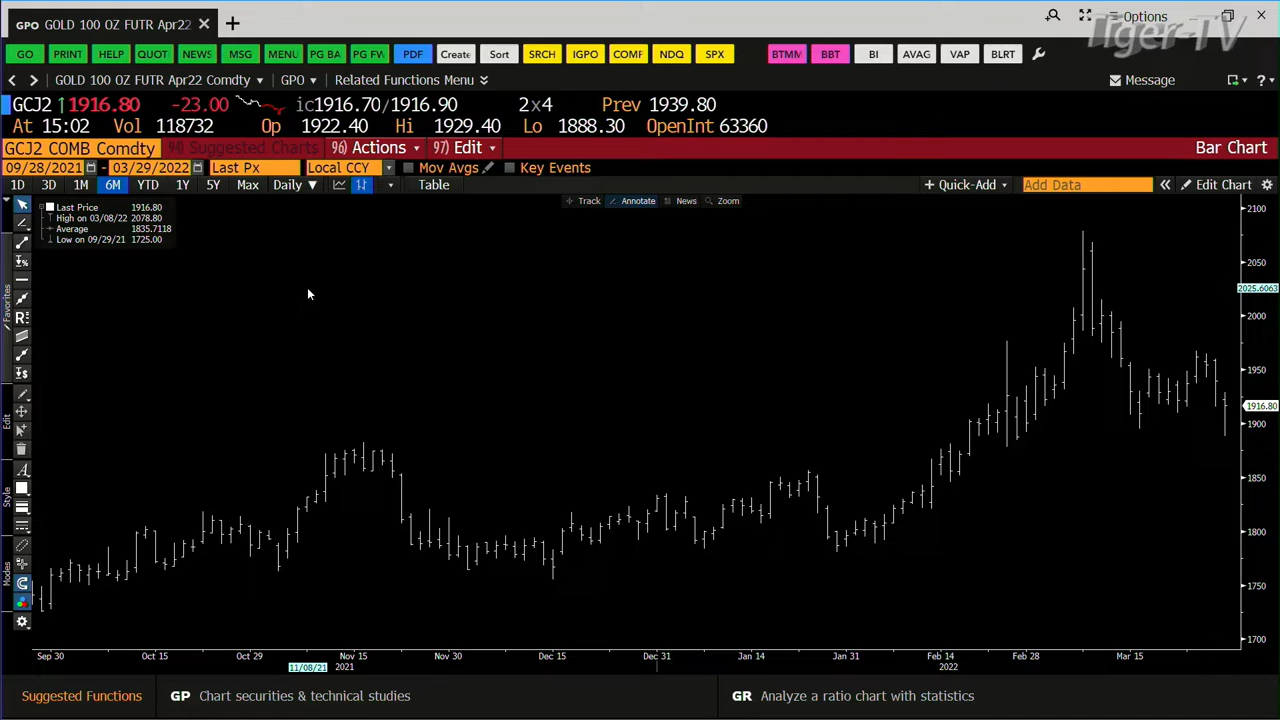 GPO GOLD 100 OZ FUTR Apr22
Options
Tiger-TV
GO PRINT HELP QUOT NEWS MSG MENU PG BA PG FW PDF Create Sort SRCH IGPO COMF NDQ SPX BTMM BBT BI AVAG VAP BLRT
GOLD 100 OZ FUTR Apr22 Comdty GPO Related Functions Menu Message
GCJ2 ↑1916.80 -23.00 ic1916.70/1916.90 2x4 Prev 1939.80
At 15:02 Vol 118732 Op 1922.40 Hi 1929.40 Lo 1888.30 OpenInt 63360
GCJ2 COMB Comdty 94) Suggested Charts 96) Actions 97) Edit Bar Chart
09/28/2021 - 03/29/2022 Last Px Local CCY Mov Avgs Key Events
1D 3D 1M 6M YTD 1Y 5Y Max Daily ▼ Table + Quick-Add Add Data « Edit Chart
Track Annotate News Zoom
Last Price 1916.80
High on 03/08/22 2078.80
Average 1835.7118
Low on 09/29/21 1725.00
Favorites
Edit
Style
Modes
2100
2050
2025.6063
2000
1950
1916.80
1900
1850
1800
1750
1700
Sep 30 Oct 15 Oct 29 Nov 15 Nov 30 Dec 15 Dec 31 Jan 14 Jan 31 Feb 14 Feb 28 Mar 15
11/08/21 2021 2022
Suggested Functions GP Chart securities & technical studies GR Analyze a ratio chart with statistics